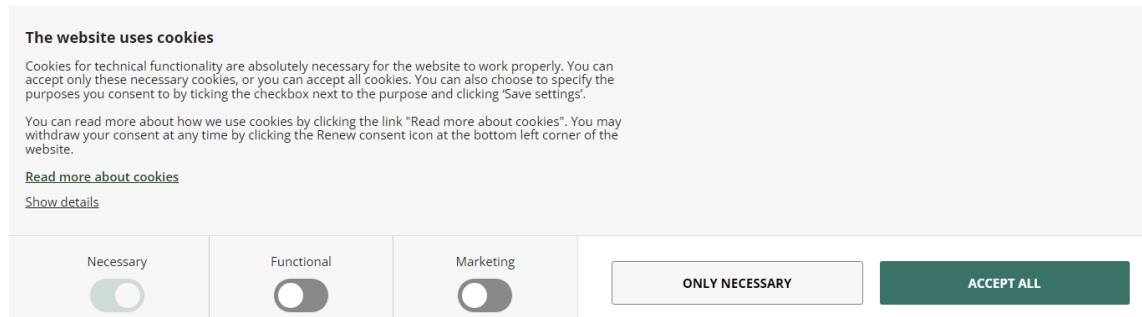 The website uses cookies
Cookies for technical functionality are absolutely necessary for the website to work properly. You can
accept only these necessary cookies, or you can accept all cookies. You can also choose to specify the
purposes you consent to by ticking the checkbox next to the purpose and clicking ‘Save settings’.
You can read more about how we use cookies by clicking the link "Read more about cookies". You may
withdraw your consent at any time by clicking the Renew consent icon at the bottom left corner of the
website.
Read more about cookies
Show details
Necessary
Functional
Marketing
ONLY NECESSARY
ACCEPT ALL